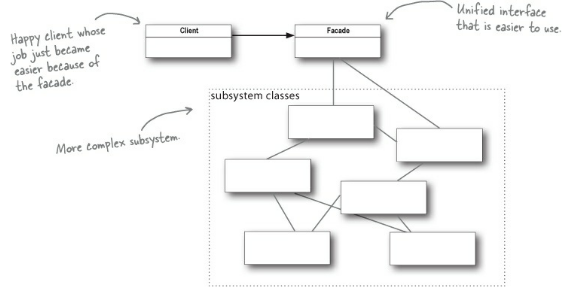 Happy client whose
job just became
easier because of
the facade.
Client
Facade
Unified interface
that is easier to use.
subsystem classes
More complex subsystem.